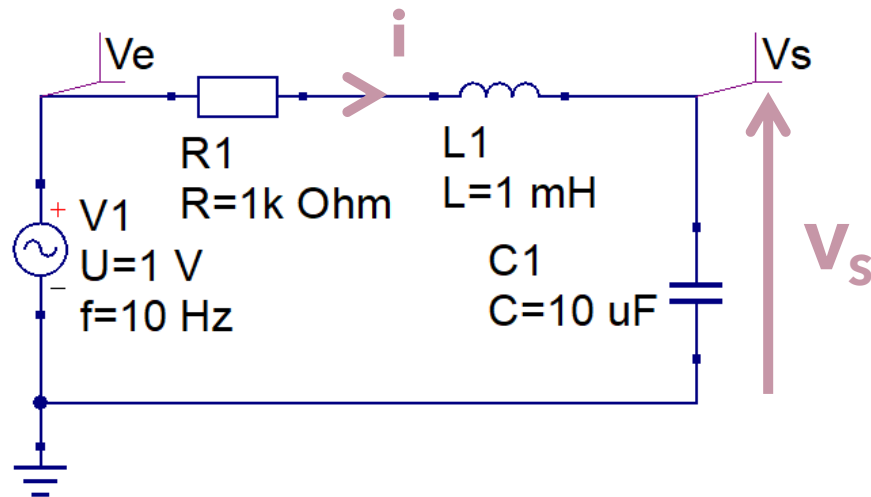 i
Ve
Vs
R1
R=1k Ohm
L1
L=1 mH
+
V1
U=1 V
f=10 Hz
–
C1
C=10 uF
vs